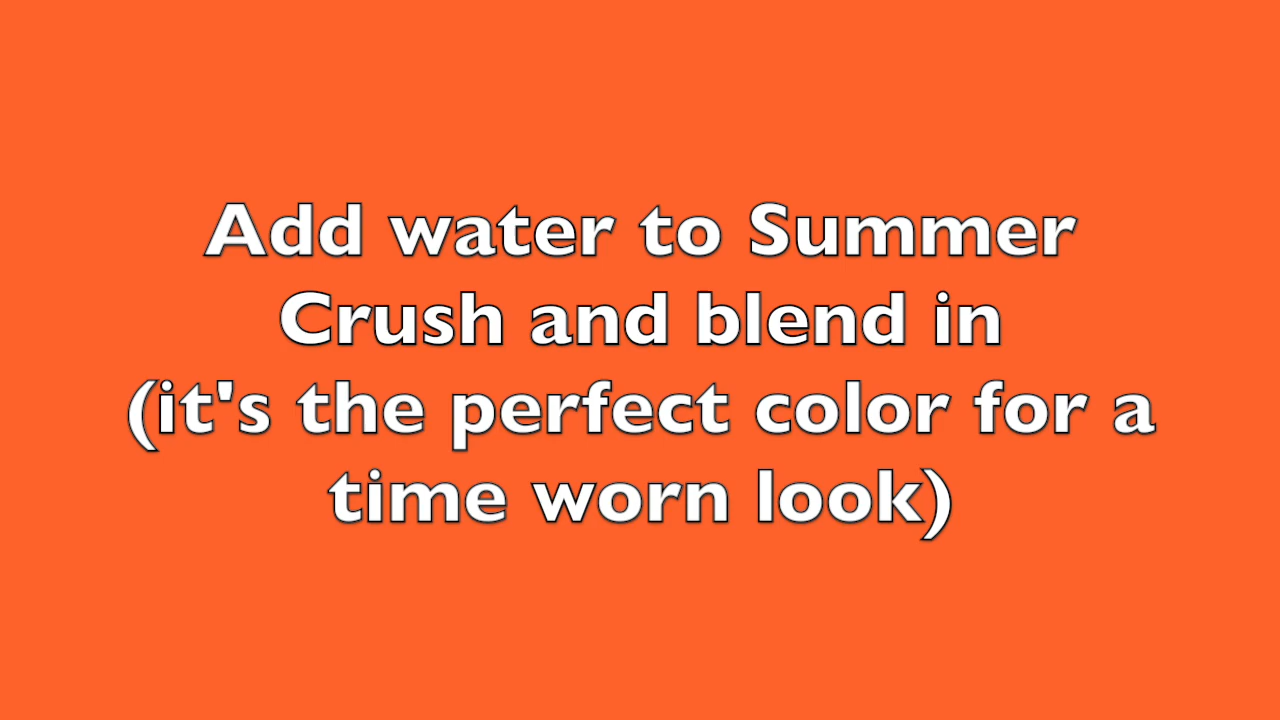 Add water to Summer
Crush and blend in
(it's the perfect color for a
time worn look)